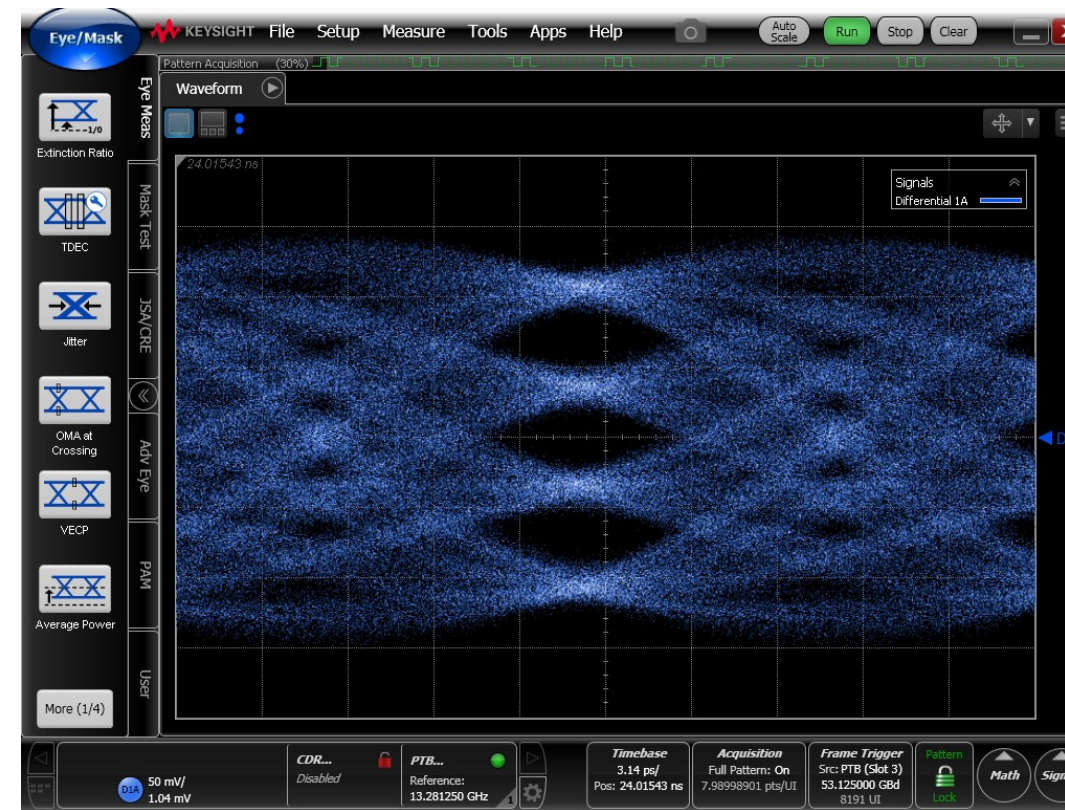 Eye/Mask
KEYSIGHT File Setup Measure Tools Apps Help
Auto Scale
Run Stop Clear
Pattern Acquisition (30%)
Waveform
Eye Meas
Mask Test
JSA/CRE
Adv Eye
PAM
User
1/0
Extinction Ratio
TDEC
Jitter
OMA at
Crossing
VECP
Average Power
More (1/4)
24.01543 ns
Signals
Differential 1A
D1A 50 mV/
1.04 mV
CDR...
Disabled
PTB...
Reference:
13.281250 GHz
1
Timebase
3.14 ps/
Pos: 24.01543 ns
Acquisition
Full Pattern: On
7.98998901 pts/UI
Frame Trigger
Src: PTB (Slot 3)
53.125000 GBd
8191 UI
Pattern
Lock
Math